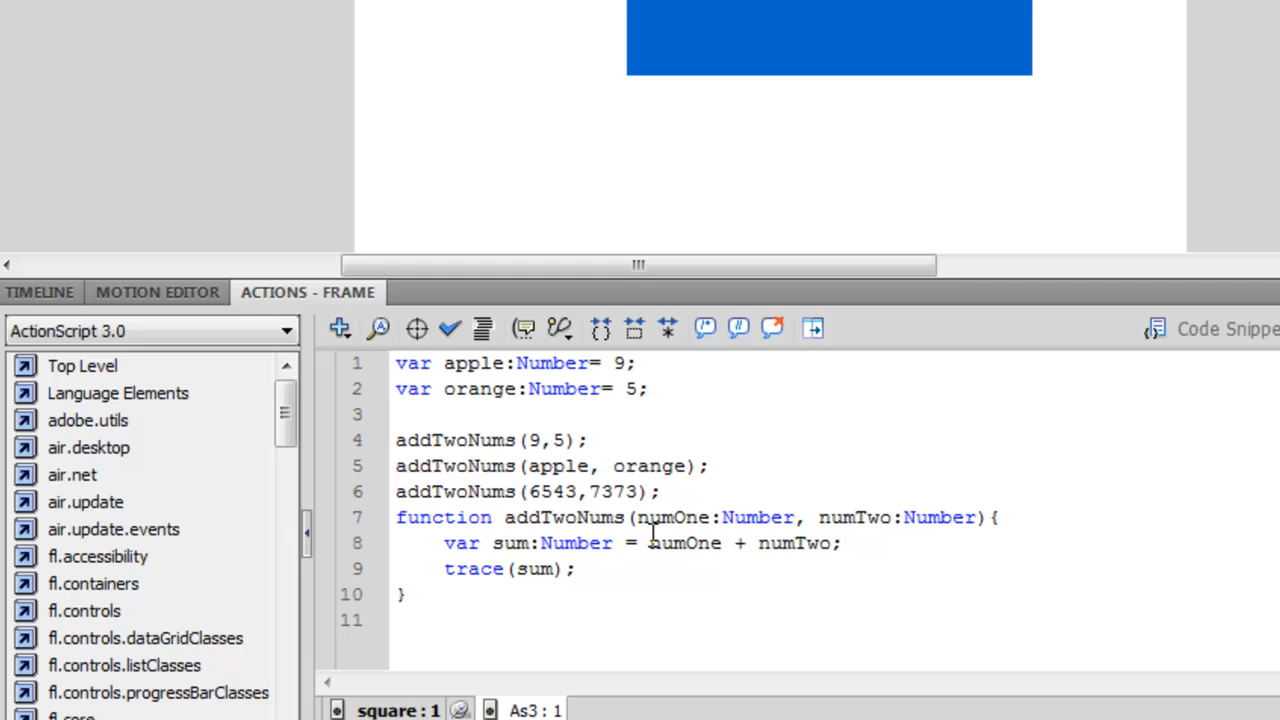 TIMELINE MOTION EDITOR ACTIONS - FRAME
ActionScript 3.0
Code Snippe
Top Level
Language Elements
adobe.utils
air.desktop
air.net
air.update
air.update.events
fl.accessibility
fl.containers
fl.controls
fl.controls.dataGridClasses
fl.controls.listClasses
fl.controls.progressBarClasses
fl.core
1 var apple:Number= 9;
2 var orange:Number= 5;
3
4 addTwoNums(9,5);
5 addTwoNums(apple, orange);
6 addTwoNums(6543,7373);
7 function addTwoNums(numOne:Number, numTwo:Number){
8 var sum:Number = numOne + numTwo;
9 trace(sum);
10 }
11
square:1 As3:1